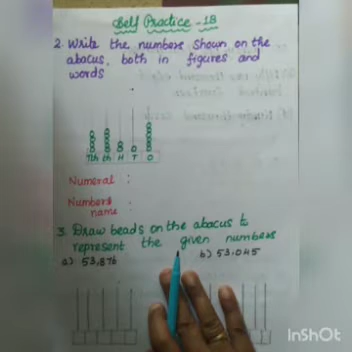 Self Practice - 1B
2. Write the numbers shown on the
abacus, both in figures and
words
Tth th H T O
Numeral :
Number :
name
3. Draw beads on the abacus to
represent the given numbers
a) 53,876 b) 53,045
InShOt